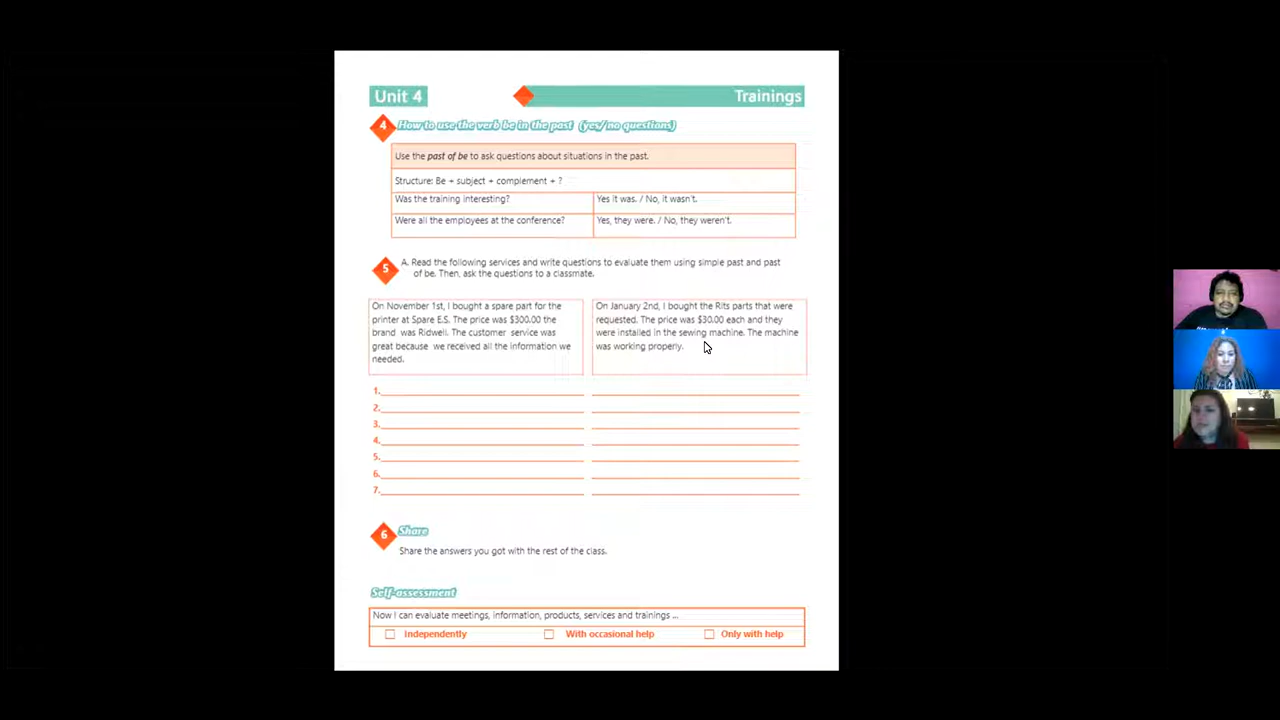 Unit 4
Trainings
4
How to use the verb be in the past (yes/no questions)
Use the past of be to ask questions about situations in the past.
Structure: Be + subject + complement + ?
Was the training interesting?
Yes it was. / No, it wasn't.
Were all the employees at the conference?
Yes, they were. / No, they weren't.
5
A. Read the following services and write questions to evaluate them using simple past and past
of be. Then, ask the questions to a classmate.
On November 1st, I bought a spare part for the
printer at Spare E.S. The price was $300.00 the
brand was Ridwell. The customer service was
great because we received all the information we
needed.
On January 2nd, I bought the Rits parts that were
requested. The price was $30.00 each and they
were installed in the sewing machine. The machine
was working properly.
1.
2.
3.
4.
5.
6.
7.
6
Share
Share the answers you got with the rest of the class.
Self-assessment
Now I can evaluate meetings, information, products, services and trainings ...
Independently
With occasional help
Only with help